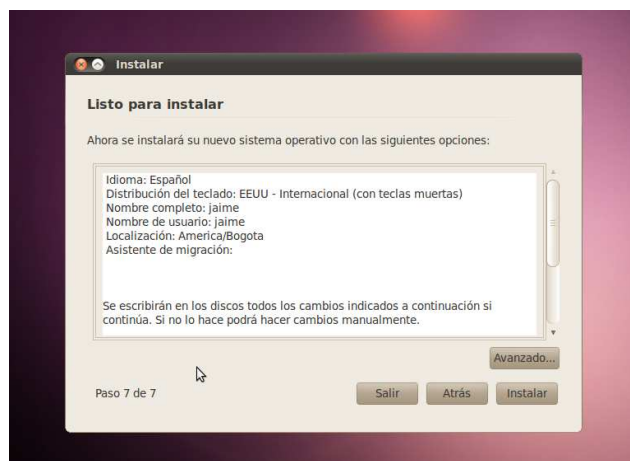 Instalar
Listo para instalar
Ahora se instalará su nuevo sistema operativo con las siguientes opciones:
Idioma: Español
Distribución del teclado: EEUU - Internacional (con teclas muertas)
Nombre completo: jaime
Nombre de usuario: jaime
Localización: America/Bogota
Asistente de migración:
Se escribirán en los discos todos los cambios indicados a continuación si
continúa. Si no lo hace podrá hacer cambios manualmente.
Avanzado...
Paso 7 de 7
Salir
Atrás
Instalar